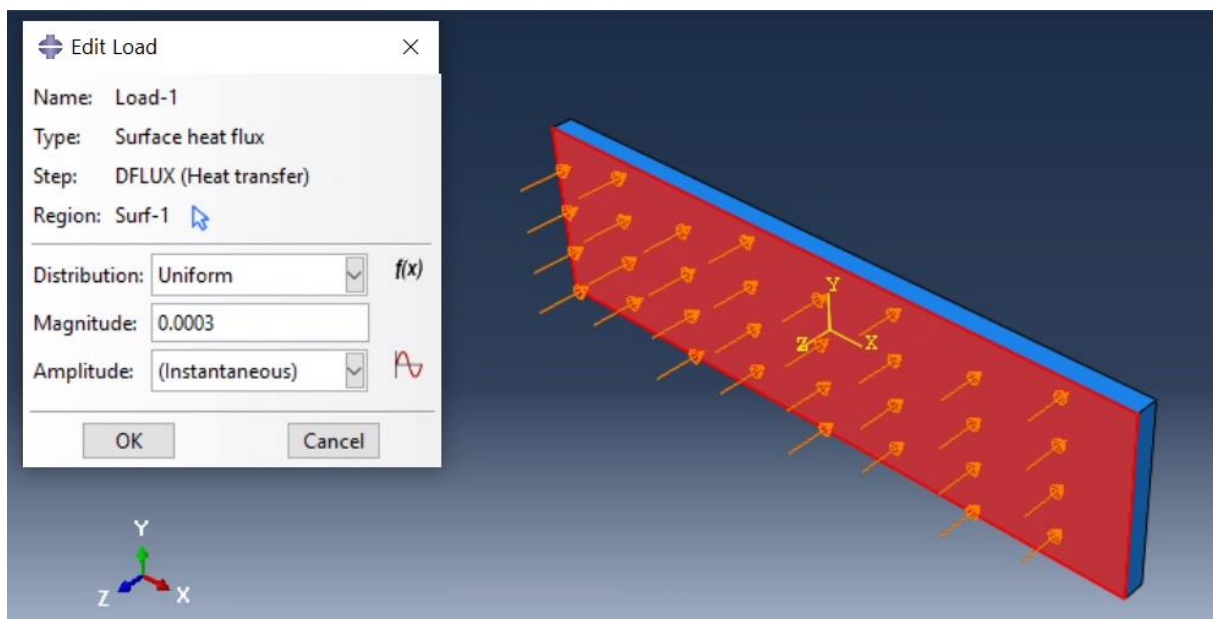 Edit Load
Name: Load-1
Type: Surface heat flux
Step: DFLUX (Heat transfer)
Region: Surf-1
Distribution: Uniform f(x)
Magnitude: 0.0003
Amplitude: (Instantaneous)
OK Cancel
Y
Z X
Y
Z X